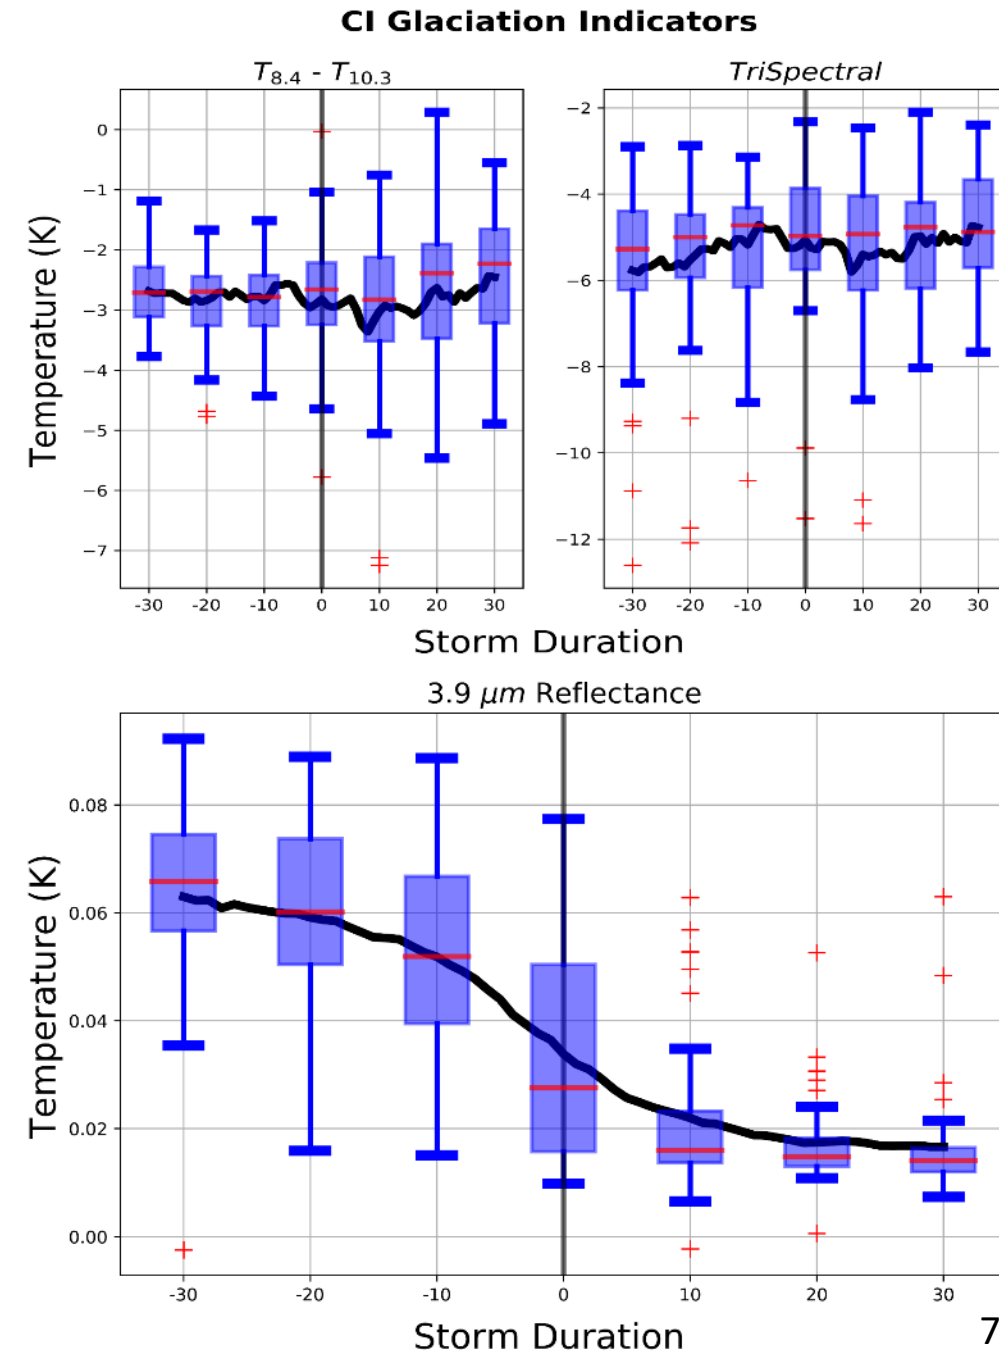 CI Glaciation Indicators
T8.4 - T10.3
TriSpectral
Temperature (K)
0
−1
−2
−3
−4
−5
−6
−7
-30 -20 -10 0 10 20 30
−2
−4
−6
−8
−10
−12
-30 -20 -10 0 10 20 30
Storm Duration
3.9 μm Reflectance
Temperature (K)
0.08
0.06
0.04
0.02
0.00
-30 -20 -10 0 10 20 30
Storm Duration
7